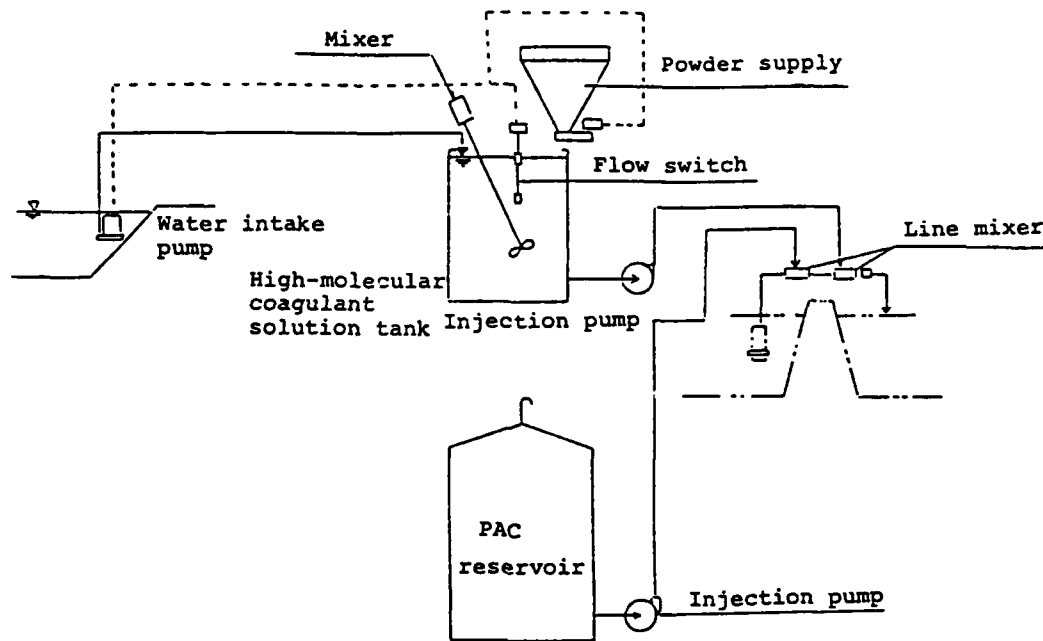 Mixer
Powder supply
Flow switch
Water intake
pump
Line mixer
High-molecular
coagulant
solution tank
Injection pump
PAC
reservoir
Injection pump